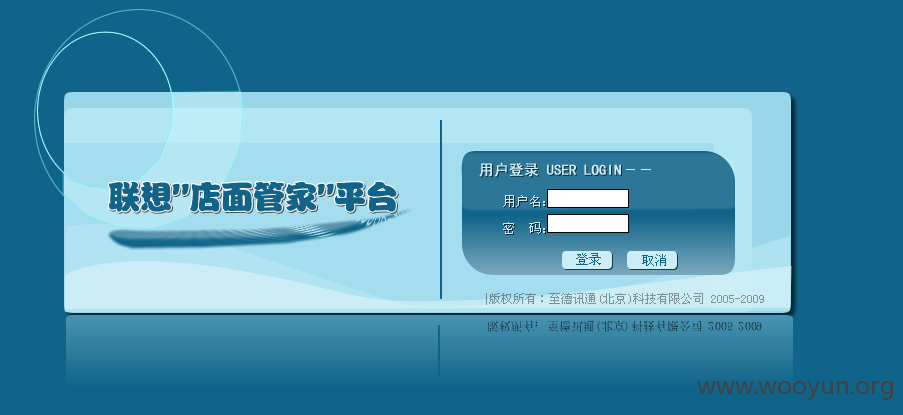 联想"店面管家"平台
用户登录 USER LOGIN－－
用户名:
密 码:
登录 取消
|版权所有：至德讯通(北京)科技有限公司 2005-2009
www.wooyun.org